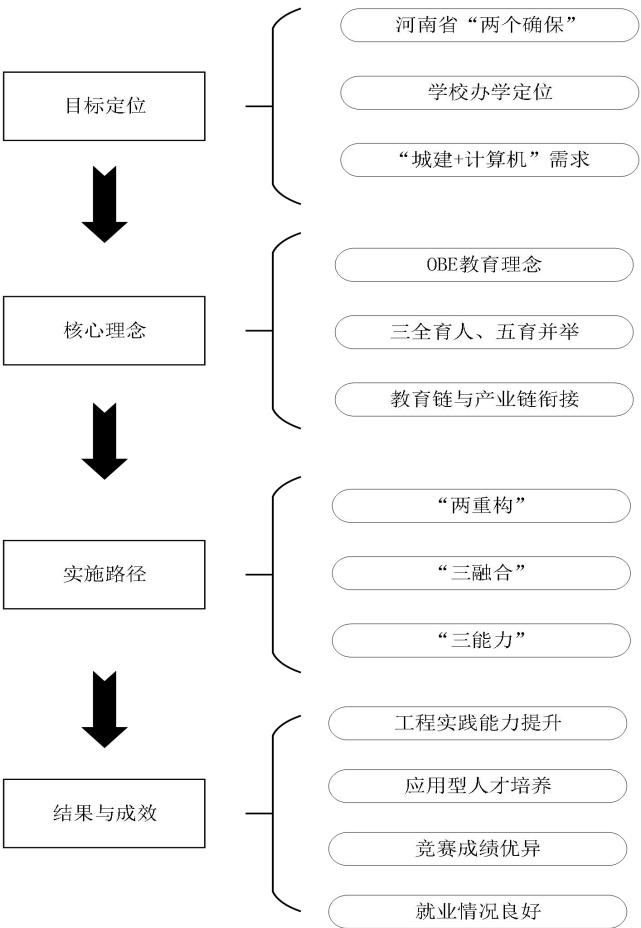 目标定位
河南省“两个确保”
学校办学定位
“城建+计算机”需求
核心理念
OBE教育理念
三全育人、五育并举
教育链与产业链衔接
实施路径
“两重构”
“三融合”
“三能力”
结果与成效
工程实践能力提升
应用型人才培养
竞赛成绩优异
就业情况良好